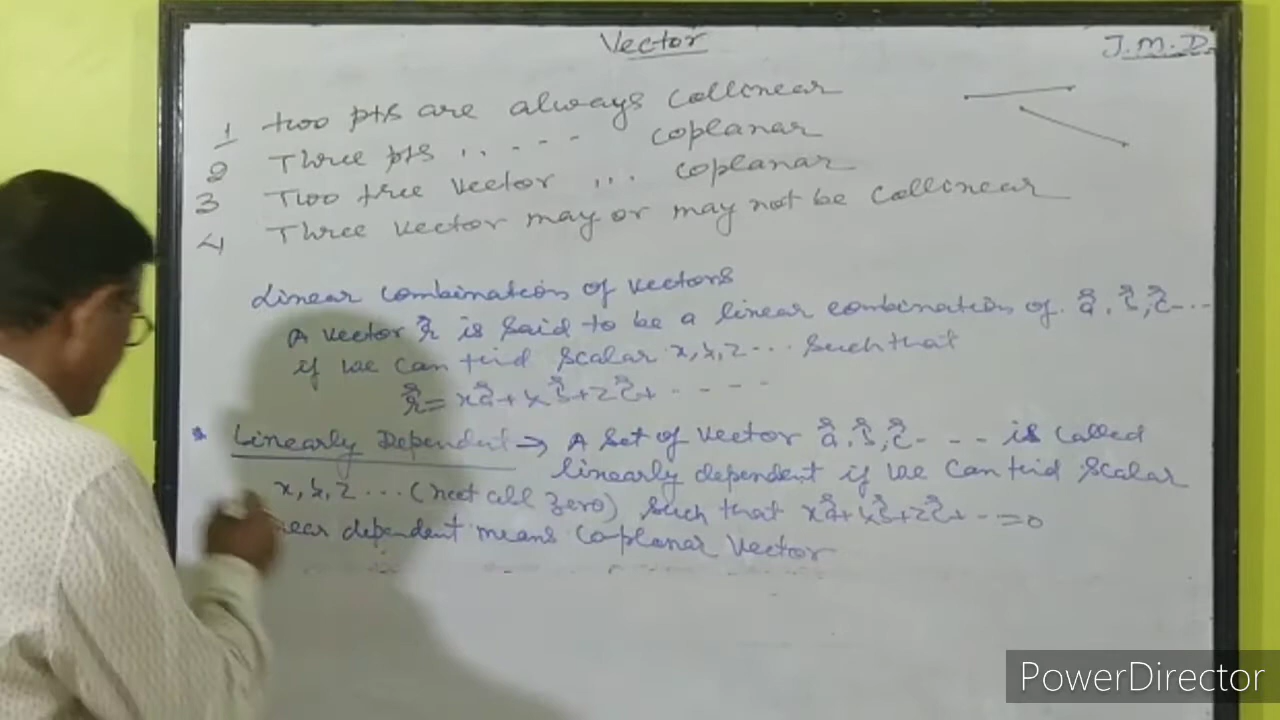 Vector
J.M.D.
1 two pts are always collinear
2 Three pts ,. - - - coplanar
3 Two free vector ... coplanar
4 Three vector may or may not be collinear
Linear combination of vectors
A vector r⃗ is said to be a linear combination of a⃗, b⃗, c⃗ ...
if we can find scalar x, y, z ... such that
r⃗ = xa⃗ + yb⃗ + zc⃗ + - - - -
* Linearly Dependent → A set of vector a⃗, b⃗, c⃗ - - - is called
linearly dependent if we can find scalar
x, y, z ... (not all zero) such that xa⃗ + yb⃗ + zc⃗ + - = 0
dependent means Co-planar Vector
PowerDirector